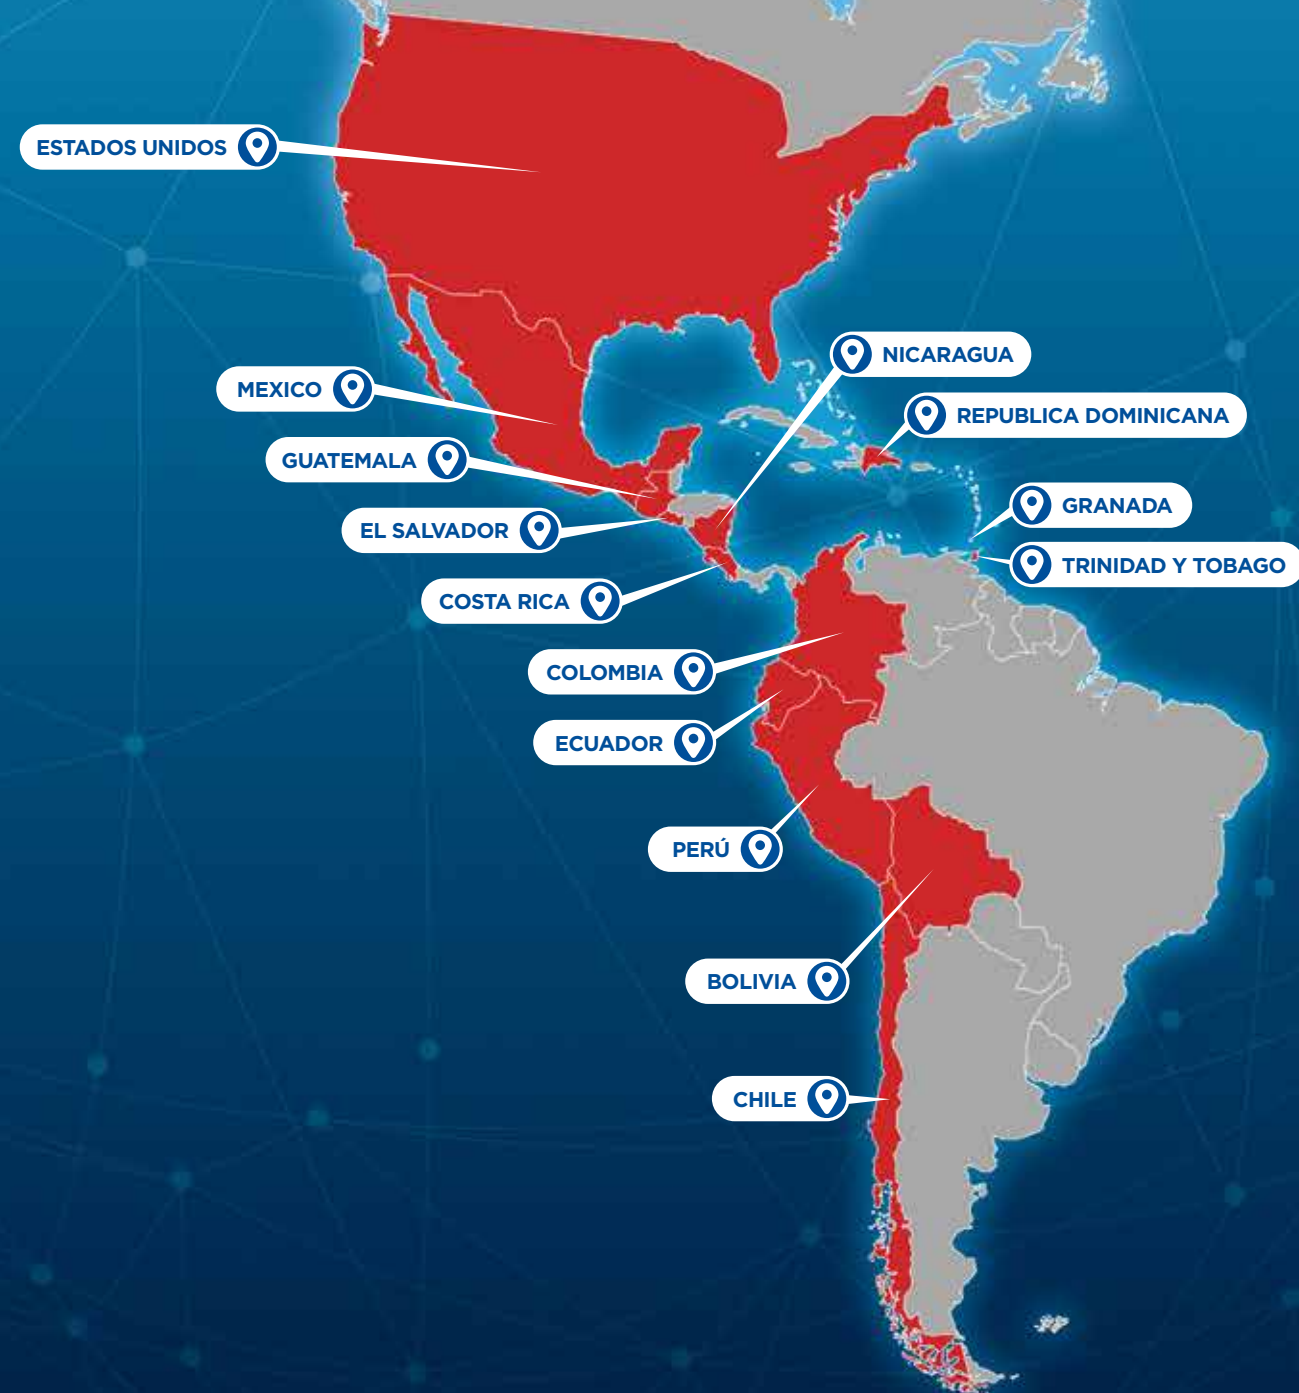 ESTADOS UNIDOS
NICARAGUA
MEXICO
REPUBLICA DOMINICANA
GUATEMALA
GRANADA
EL SALVADOR
TRINIDAD Y TOBAGO
COSTA RICA
COLOMBIA
ECUADOR
PERÚ
BOLIVIA
CHILE